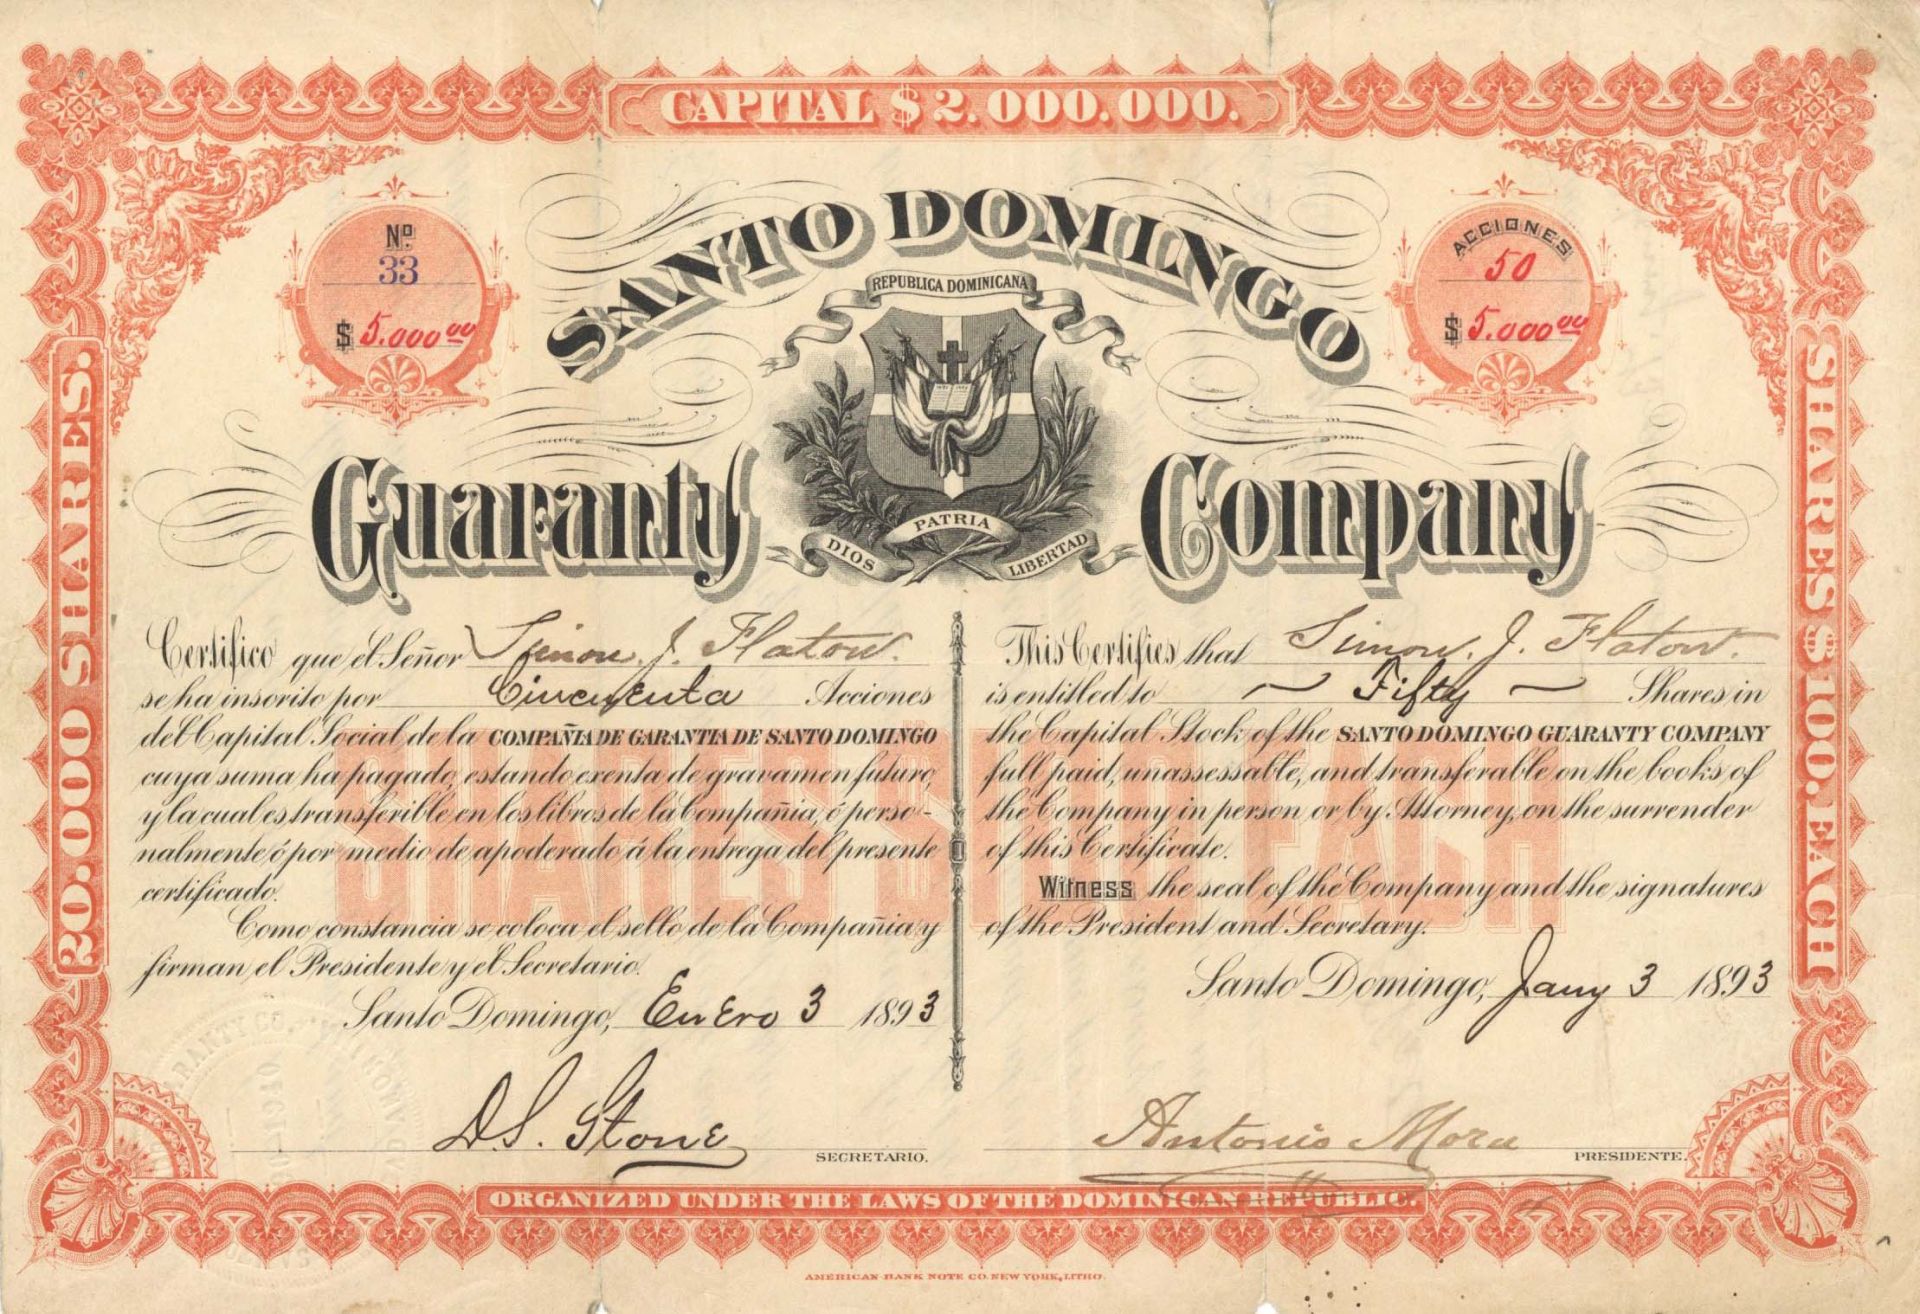 CAPITAL $2.000.000.
20.000 SHARES.
SHARES $100. EACH
Nº
33
$ 5.000 00
ACCIONES
50
$ 5.000 00
SANTO DOMINGO
REPUBLICA DOMINICANA
Guaranty Company
DIOS PATRIA LIBERTAD
Certifico que el Señor Simon. J. Flatow.
se ha inscrito por Cincuenta Acciones
del Capital Social de la COMPAÑIA DE GARANTIA DE SANTO DOMINGO
cuya suma ha pagado, estando exenta de gravamen futuro,
y la cual es transferible en los libros de la Compañia, ó perso-
nalmente ó por medio de apoderado á la entrega del presente
certificado.
Como constancia se coloca el sello de la Compañia y
firman el Presidente y el Secretario.
Santo Domingo, Enero 3 1893
This Certifies that Simon. J. Flatow.
is entitled to ~ Fifty ~ Shares in
the Capital Stock of the SANTO DOMINGO GUARANTY COMPANY
full paid, unassessable, and transferable on the books of
the Company in person or by Attorney, on the surrender
of this Certificate.
Witness the seal of the Company and the signatures
of the President and Secretary.
Santo Domingo, Jany 3 1893
SHARES $100 EACH
D. S. Stone
SECRETARIO.
Antonio Mora
PRESIDENTE.
ORGANIZED UNDER THE LAWS OF THE DOMINICAN REPUBLIC.
AMERICAN BANK NOTE CO. NEW YORK, LITHO.